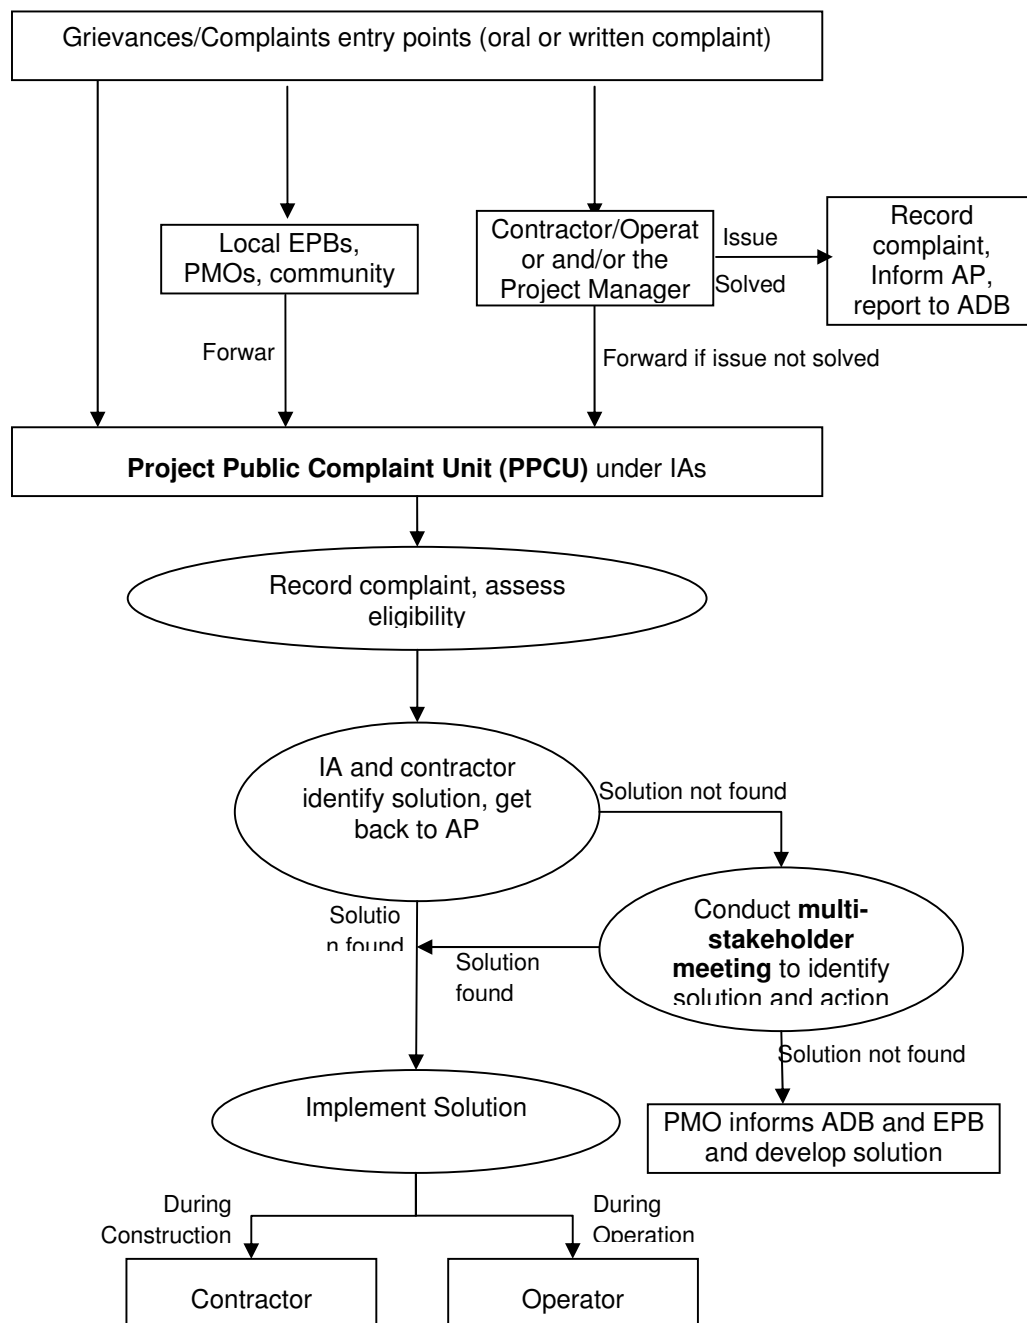 Grievances/Complaints entry points (oral or written complaint)
Local EPBs,
PMOs, community
Contractor/Operat
or and/or the
Project Manager
Issue
Solved
Record
complaint,
Inform AP,
report to ADB
Forwar
Forward if issue not solved
Project Public Complaint Unit (PPCU) under IAs
Record complaint, assess
eligibility
IA and contractor
identify solution, get
back to AP
Solution not found
Solutio
n found
Solution
found
Conduct multi-
stakeholder
meeting to identify
solution and action
Solution not found
Implement Solution
PMO informs ADB and EPB
and develop solution
During
Construction
During
Operation
Contractor
Operator